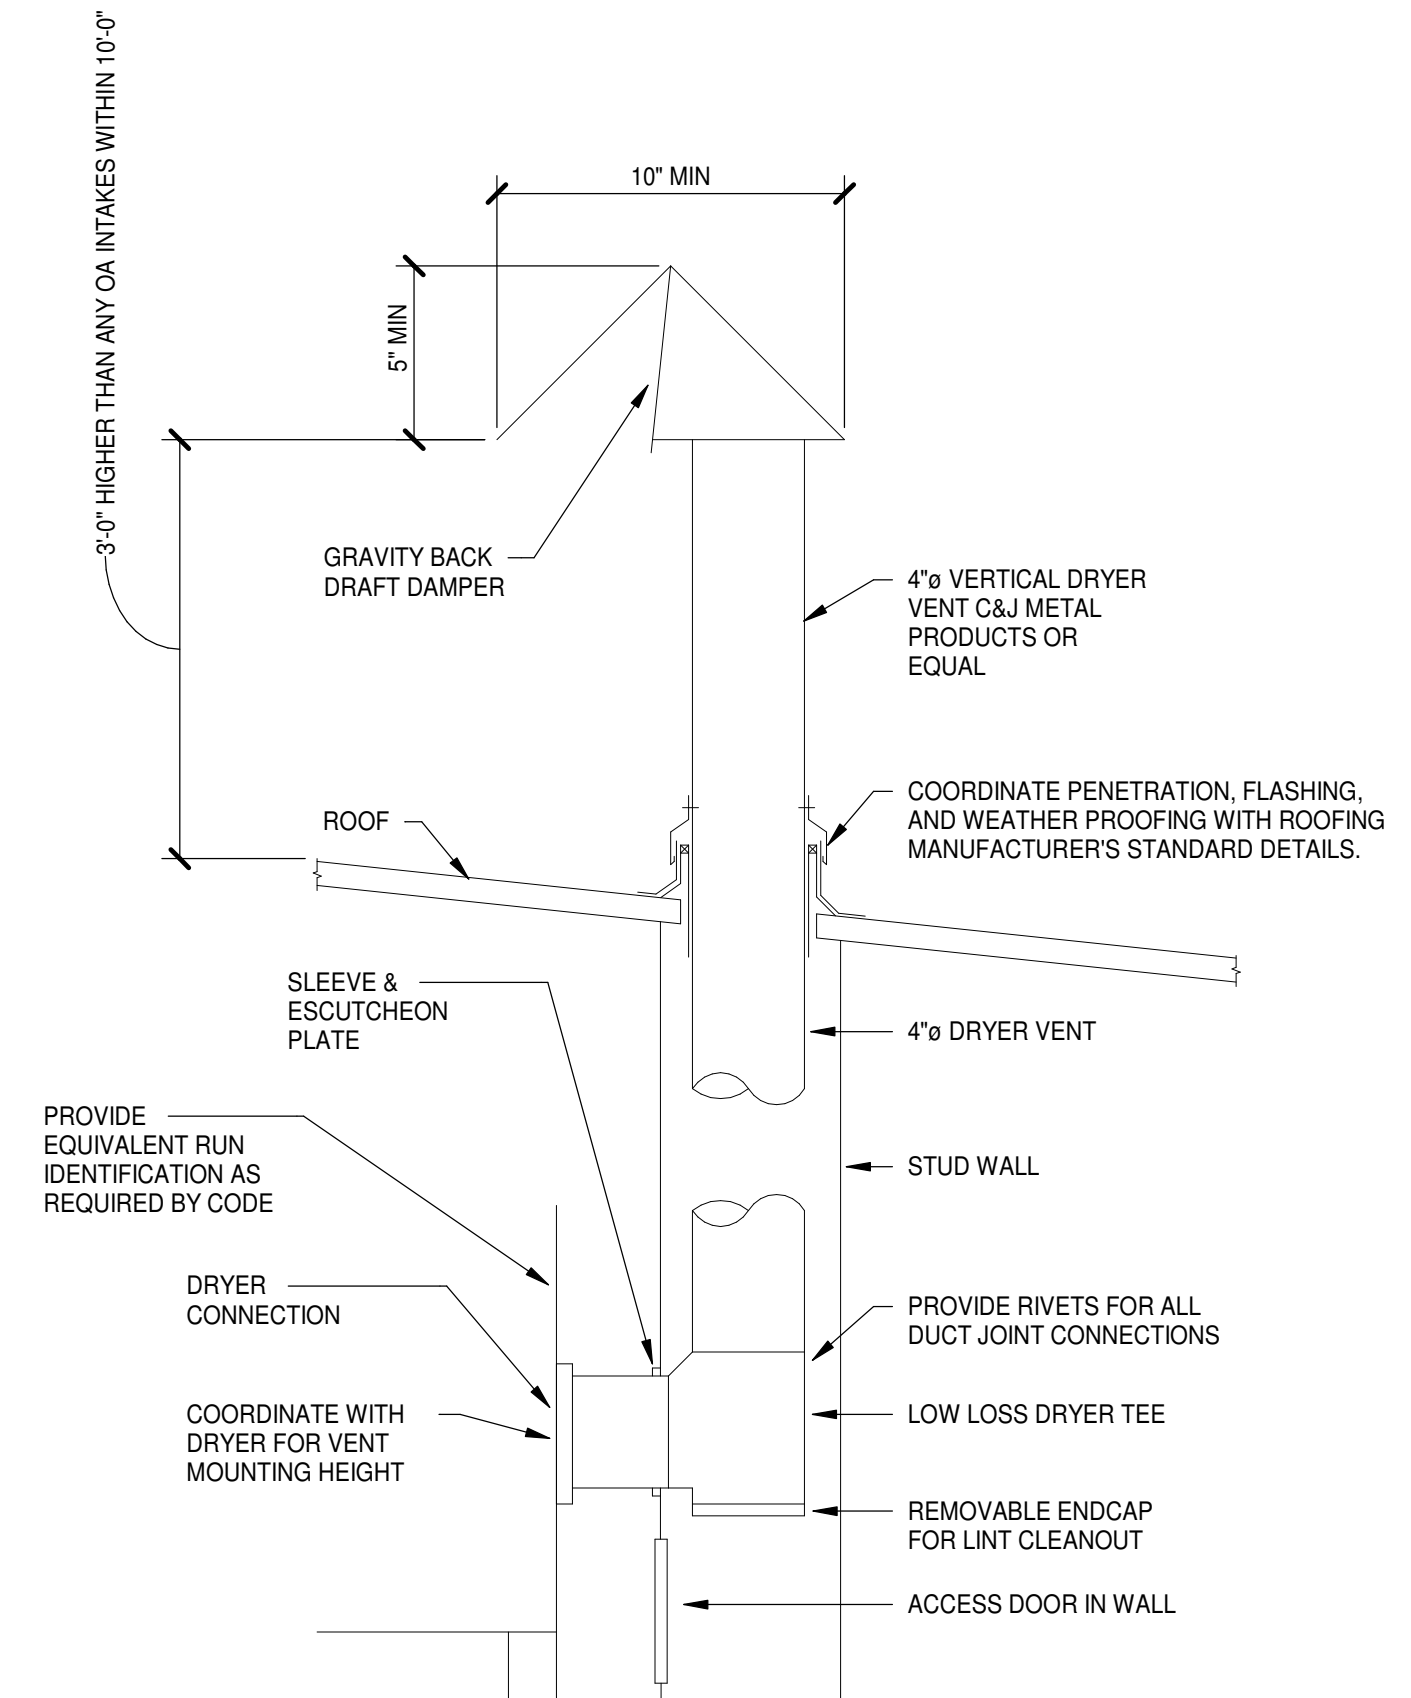 3'-0" HIGHER THAN ANY OA INTAKES WITHIN 10'-0"
10" MIN
5" MIN
GRAVITY BACK
DRAFT DAMPER
4"ø VERTICAL DRYER
VENT C&J METAL
PRODUCTS OR
EQUAL
ROOF
COORDINATE PENETRATION, FLASHING,
AND WEATHER PROOFING WITH ROOFING
MANUFACTURER'S STANDARD DETAILS.
SLEEVE &
ESCUTCHEON
PLATE
4"ø DRYER VENT
PROVIDE
EQUIVALENT RUN
IDENTIFICATION AS
REQUIRED BY CODE
STUD WALL
DRYER
CONNECTION
PROVIDE RIVETS FOR ALL
DUCT JOINT CONNECTIONS
COORDINATE WITH
DRYER FOR VENT
MOUNTING HEIGHT
LOW LOSS DRYER TEE
REMOVABLE ENDCAP
FOR LINT CLEANOUT
ACCESS DOOR IN WALL